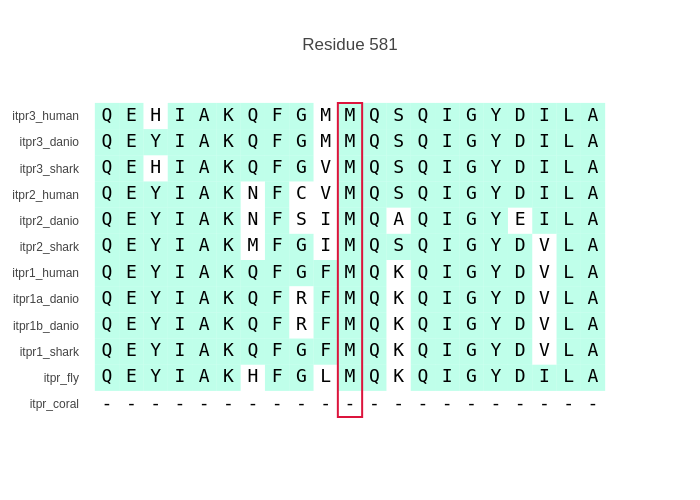 Residue 581
itpr3_human Q E H I A K Q F G M M Q S Q I G Y D I L A
itpr3_danio Q E Y I A K Q F G M M Q S Q I G Y D I L A
itpr3_shark Q E H I A K Q F G V M Q S Q I G Y D I L A
itpr2_human Q E Y I A K N F C V M Q S Q I G Y D I L A
itpr2_danio Q E Y I A K N F S I M Q A Q I G Y E I L A
itpr2_shark Q E Y I A K M F G I M Q S Q I G Y D V L A
itpr1_human Q E Y I A K Q F G F M Q K Q I G Y D V L A
itpr1a_danio Q E Y I A K Q F R F M Q K Q I G Y D V L A
itpr1b_danio Q E Y I A K Q F R F M Q K Q I G Y D V L A
itpr1_shark Q E Y I A K Q F G F M Q K Q I G Y D V L A
itpr_fly Q E Y I A K H F G L M Q K Q I G Y D I L A
itpr_coral - - - - - - - - - - - - - - - - - - - - -